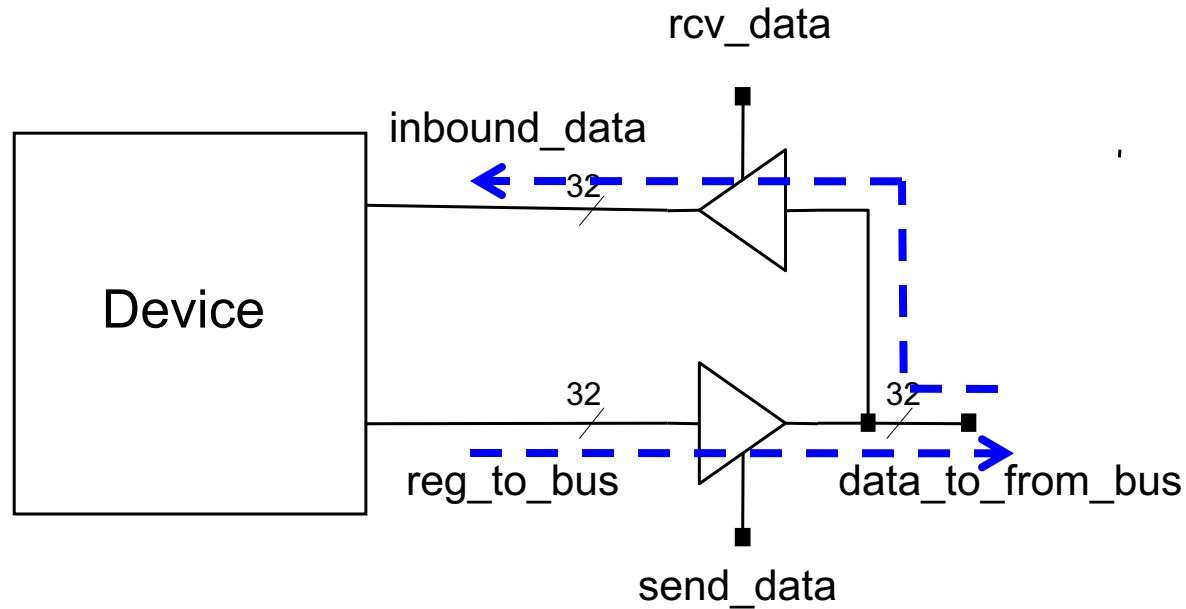 rcv_data
inbound_data
32
Device
32
32
reg_to_bus
data_to_from_bus
send_data